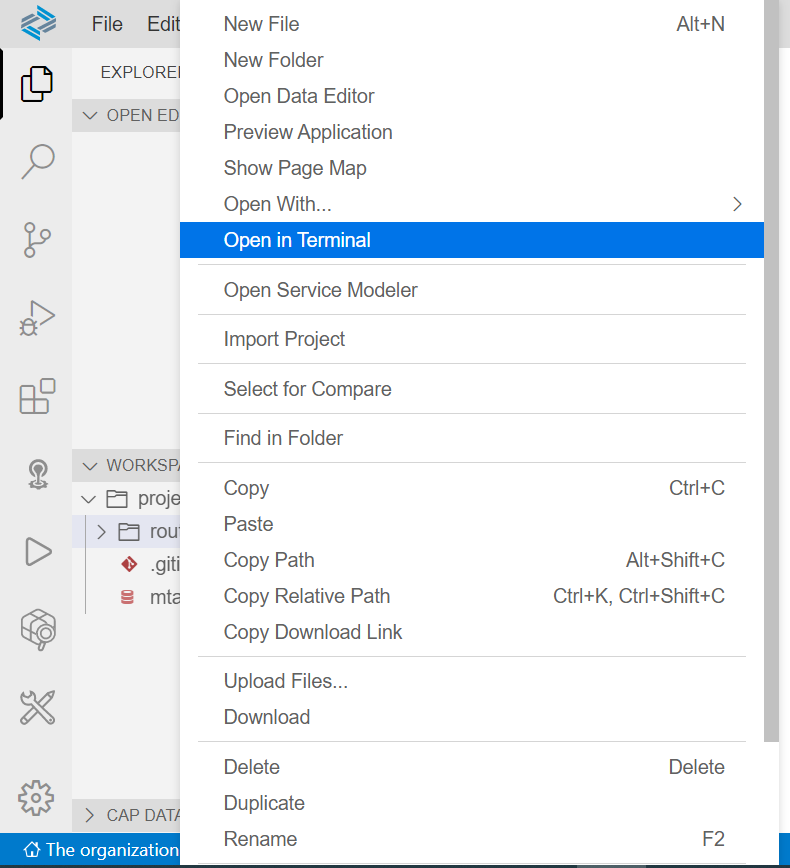 File Edit
EXPLORE
OPEN ED
WORKSP
proje
rou
.giti
mta
CAP DATA
The organization
New File Alt+N
New Folder
Open Data Editor
Preview Application
Show Page Map
Open With...
Open in Terminal
Open Service Modeler
Import Project
Select for Compare
Find in Folder
Copy Ctrl+C
Paste
Copy Path Alt+Shift+C
Copy Relative Path Ctrl+K, Ctrl+Shift+C
Copy Download Link
Upload Files...
Download
Delete Delete
Duplicate
Rename F2